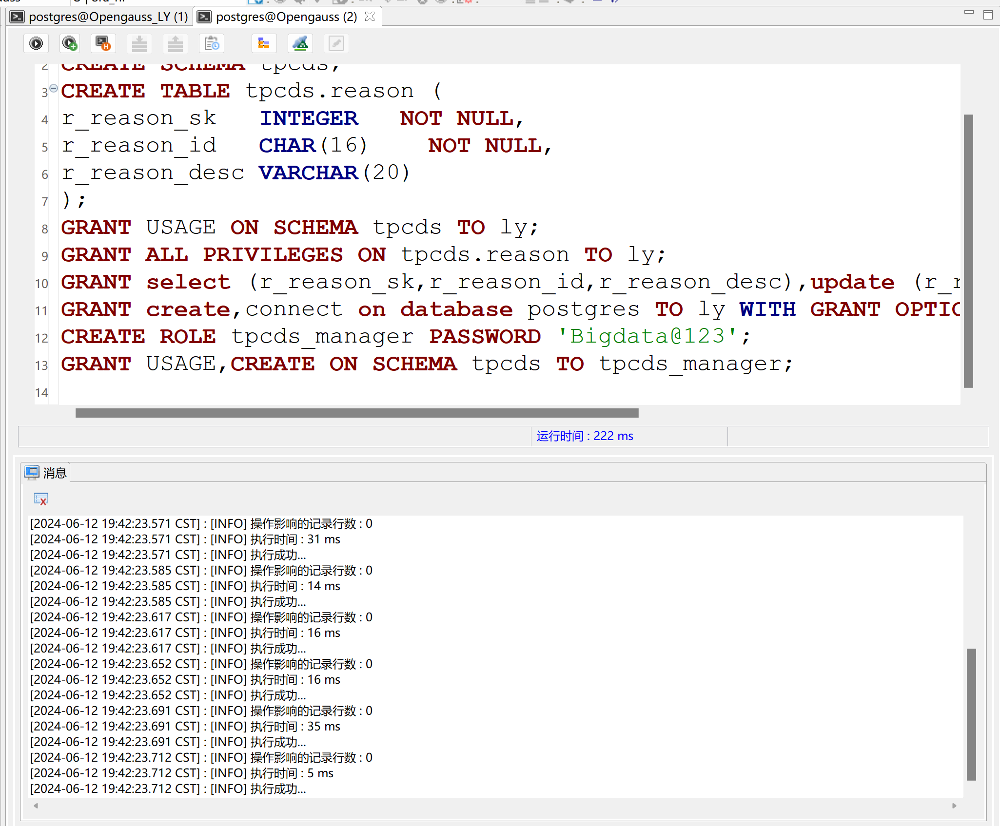 postgres@Opengauss_LY (1) postgres@Opengauss (2)
2 CREATE SCHEMA tpcds;
3 CREATE TABLE tpcds.reason (
4 r_reason_sk INTEGER NOT NULL,
5 r_reason_id CHAR(16) NOT NULL,
6 r_reason_desc VARCHAR(20)
7 );
8 GRANT USAGE ON SCHEMA tpcds TO ly;
9 GRANT ALL PRIVILEGES ON tpcds.reason TO ly;
10 GRANT select (r_reason_sk,r_reason_id,r_reason_desc),update (r_r
11 GRANT create,connect on database postgres TO ly WITH GRANT OPTIO
12 CREATE ROLE tpcds_manager PASSWORD 'Bigdata@123';
13 GRANT USAGE,CREATE ON SCHEMA tpcds TO tpcds_manager;
14
运行时间 : 222 ms
消息
[2024-06-12 19:42:23.571 CST] : [INFO] 操作影响的记录行数 : 0
[2024-06-12 19:42:23.571 CST] : [INFO] 执行时间 : 31 ms
[2024-06-12 19:42:23.571 CST] : [INFO] 执行成功...
[2024-06-12 19:42:23.585 CST] : [INFO] 操作影响的记录行数 : 0
[2024-06-12 19:42:23.585 CST] : [INFO] 执行时间 : 14 ms
[2024-06-12 19:42:23.585 CST] : [INFO] 执行成功...
[2024-06-12 19:42:23.617 CST] : [INFO] 操作影响的记录行数 : 0
[2024-06-12 19:42:23.617 CST] : [INFO] 执行时间 : 16 ms
[2024-06-12 19:42:23.617 CST] : [INFO] 执行成功...
[2024-06-12 19:42:23.652 CST] : [INFO] 操作影响的记录行数 : 0
[2024-06-12 19:42:23.652 CST] : [INFO] 执行时间 : 16 ms
[2024-06-12 19:42:23.652 CST] : [INFO] 执行成功...
[2024-06-12 19:42:23.691 CST] : [INFO] 操作影响的记录行数 : 0
[2024-06-12 19:42:23.691 CST] : [INFO] 执行时间 : 35 ms
[2024-06-12 19:42:23.691 CST] : [INFO] 执行成功...
[2024-06-12 19:42:23.712 CST] : [INFO] 操作影响的记录行数 : 0
[2024-06-12 19:42:23.712 CST] : [INFO] 执行时间 : 5 ms
[2024-06-12 19:42:23.712 CST] : [INFO] 执行成功...